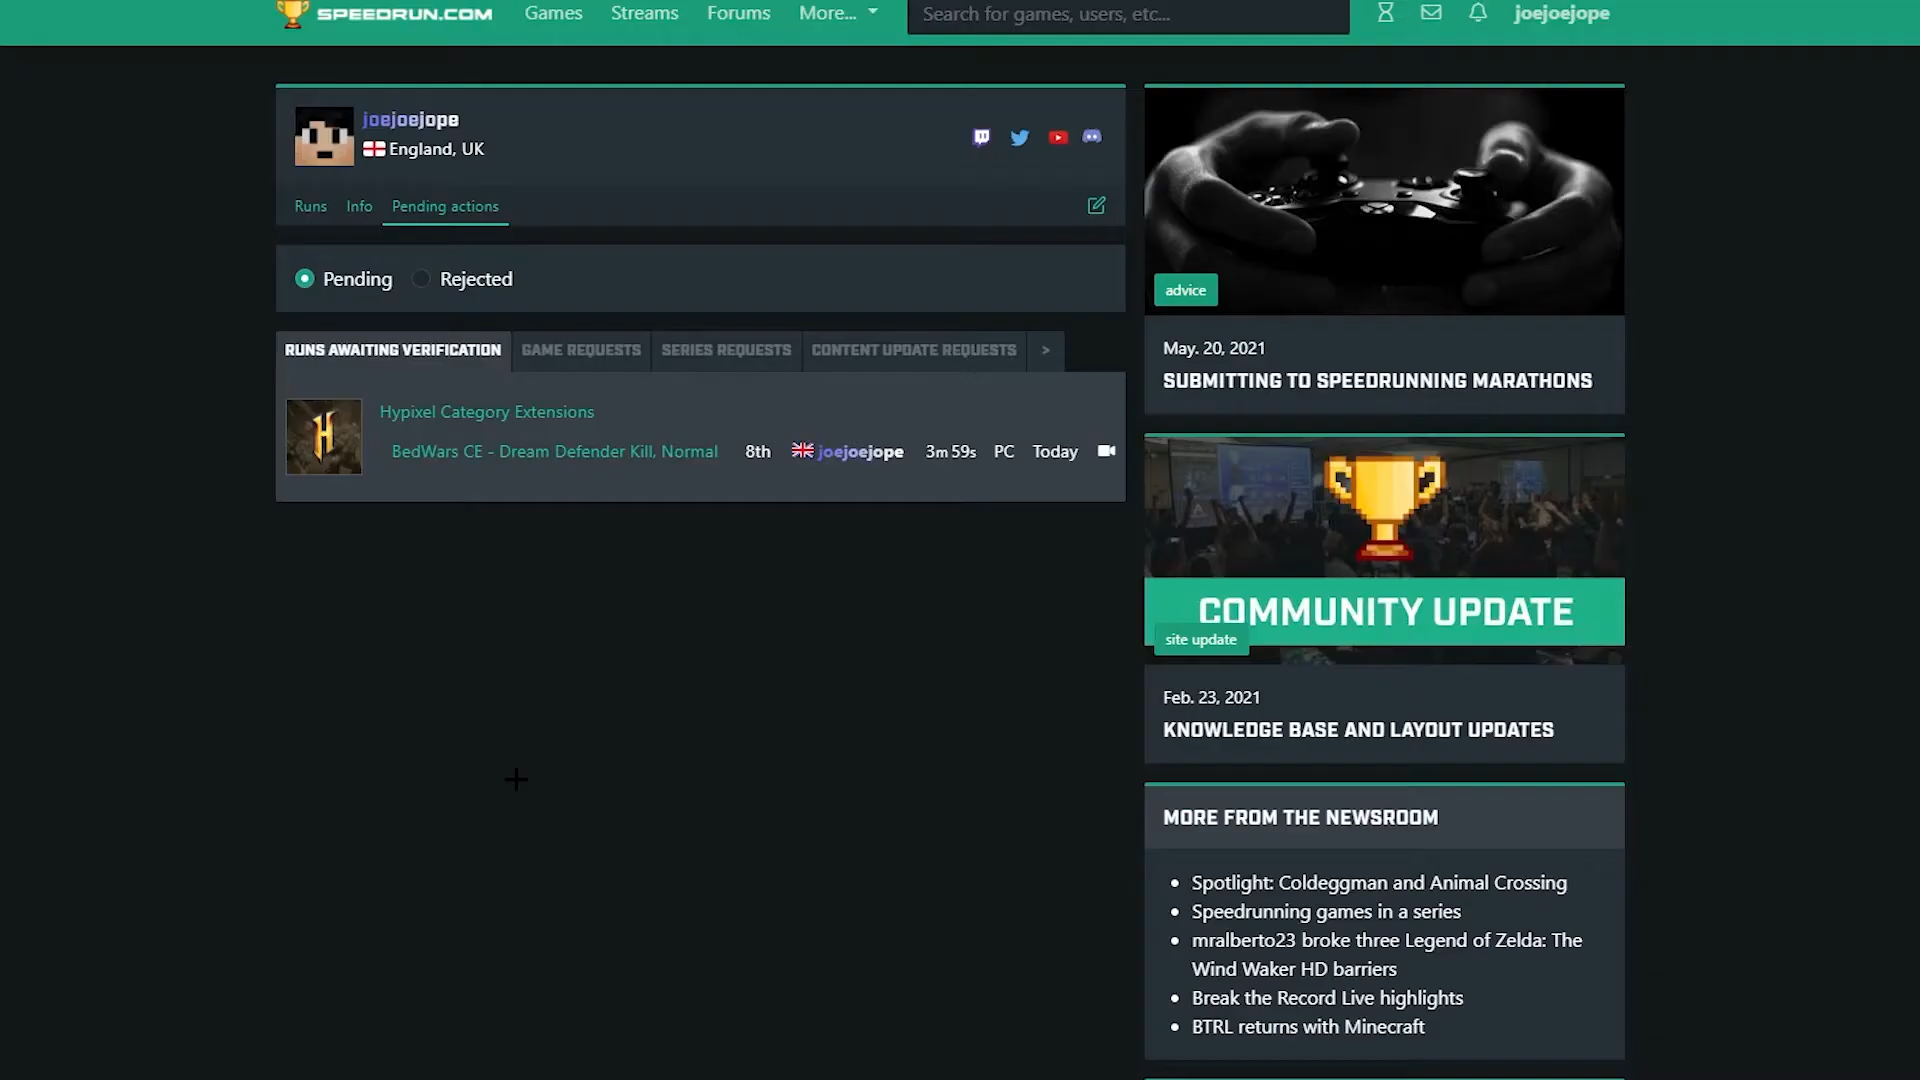 SPEEDRUN.COM Games Streams Forums More... Search for games, users, etc... joejoejope
joejoejope
England, UK
Runs Info Pending actions
Pending Rejected
RUNS AWAITING VERIFICATION GAME REQUESTS SERIES REQUESTS CONTENT UPDATE REQUESTS >
Hypixel Category Extensions
BedWars CE - Dream Defender Kill, Normal 8th joejoejope 3m 59s PC Today
advice
May. 20, 2021
SUBMITTING TO SPEEDRUNNING MARATHONS
COMMUNITY UPDATE
site update
Feb. 23, 2021
KNOWLEDGE BASE AND LAYOUT UPDATES
MORE FROM THE NEWSROOM
Spotlight: Coldeggman and Animal Crossing
Speedrunning games in a series
mralberto23 broke three Legend of Zelda: The
Wind Waker HD barriers
Break the Record Live highlights
BTRL returns with Minecraft